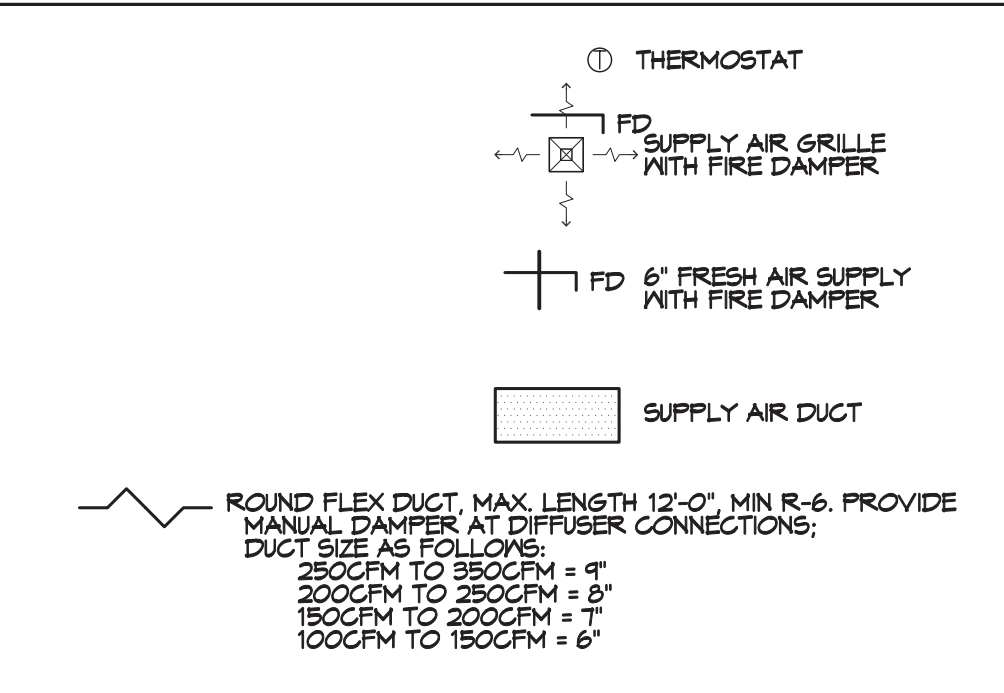 T THERMOSTAT
FD
SUPPLY AIR GRILLE
WITH FIRE DAMPER
FD 6" FRESH AIR SUPPLY
WITH FIRE DAMPER
SUPPLY AIR DUCT
ROUND FLEX DUCT, MAX. LENGTH 12'-0", MIN R-6. PROVIDE
MANUAL DAMPER AT DIFFUSER CONNECTIONS;
DUCT SIZE AS FOLLOWS:
250CFM TO 350CFM = 9"
200CFM TO 250CFM = 8"
150CFM TO 200CFM = 7"
100CFM TO 150CFM = 6"